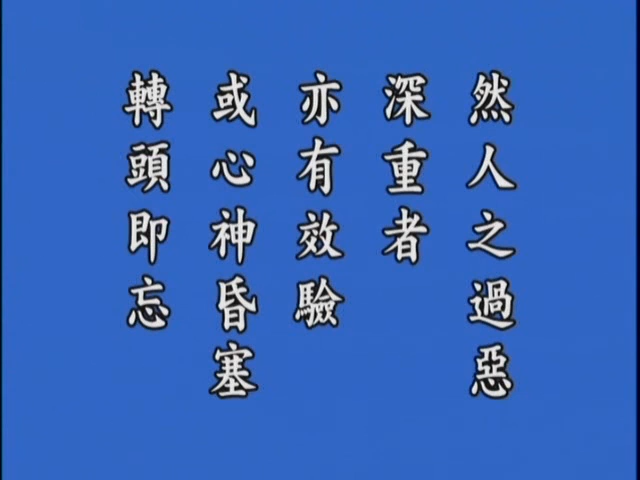 然人之過惡
深重者
亦有效驗
或心神昏塞
轉頭即忘